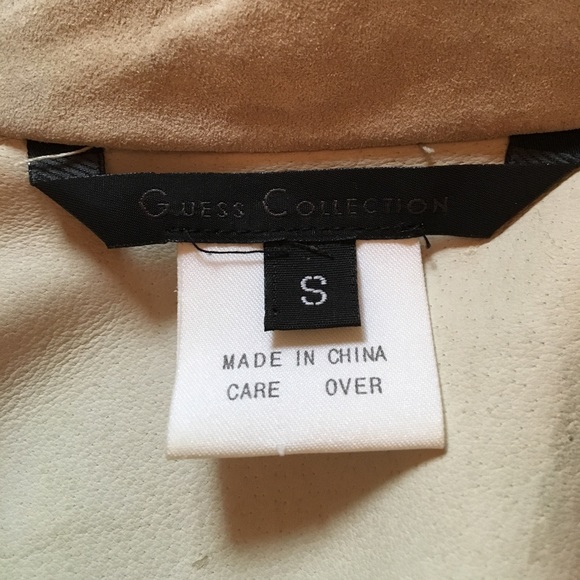 GUESS COLLECTION
S
MADE IN CHINA
CARE OVER